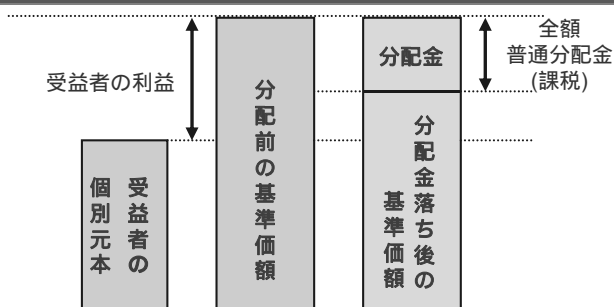 受益者の利益
受益者の
個別元本
分配前の基準価額
分配金
分配金落ち後の
基準価額
全額
普通分配金
(課税)